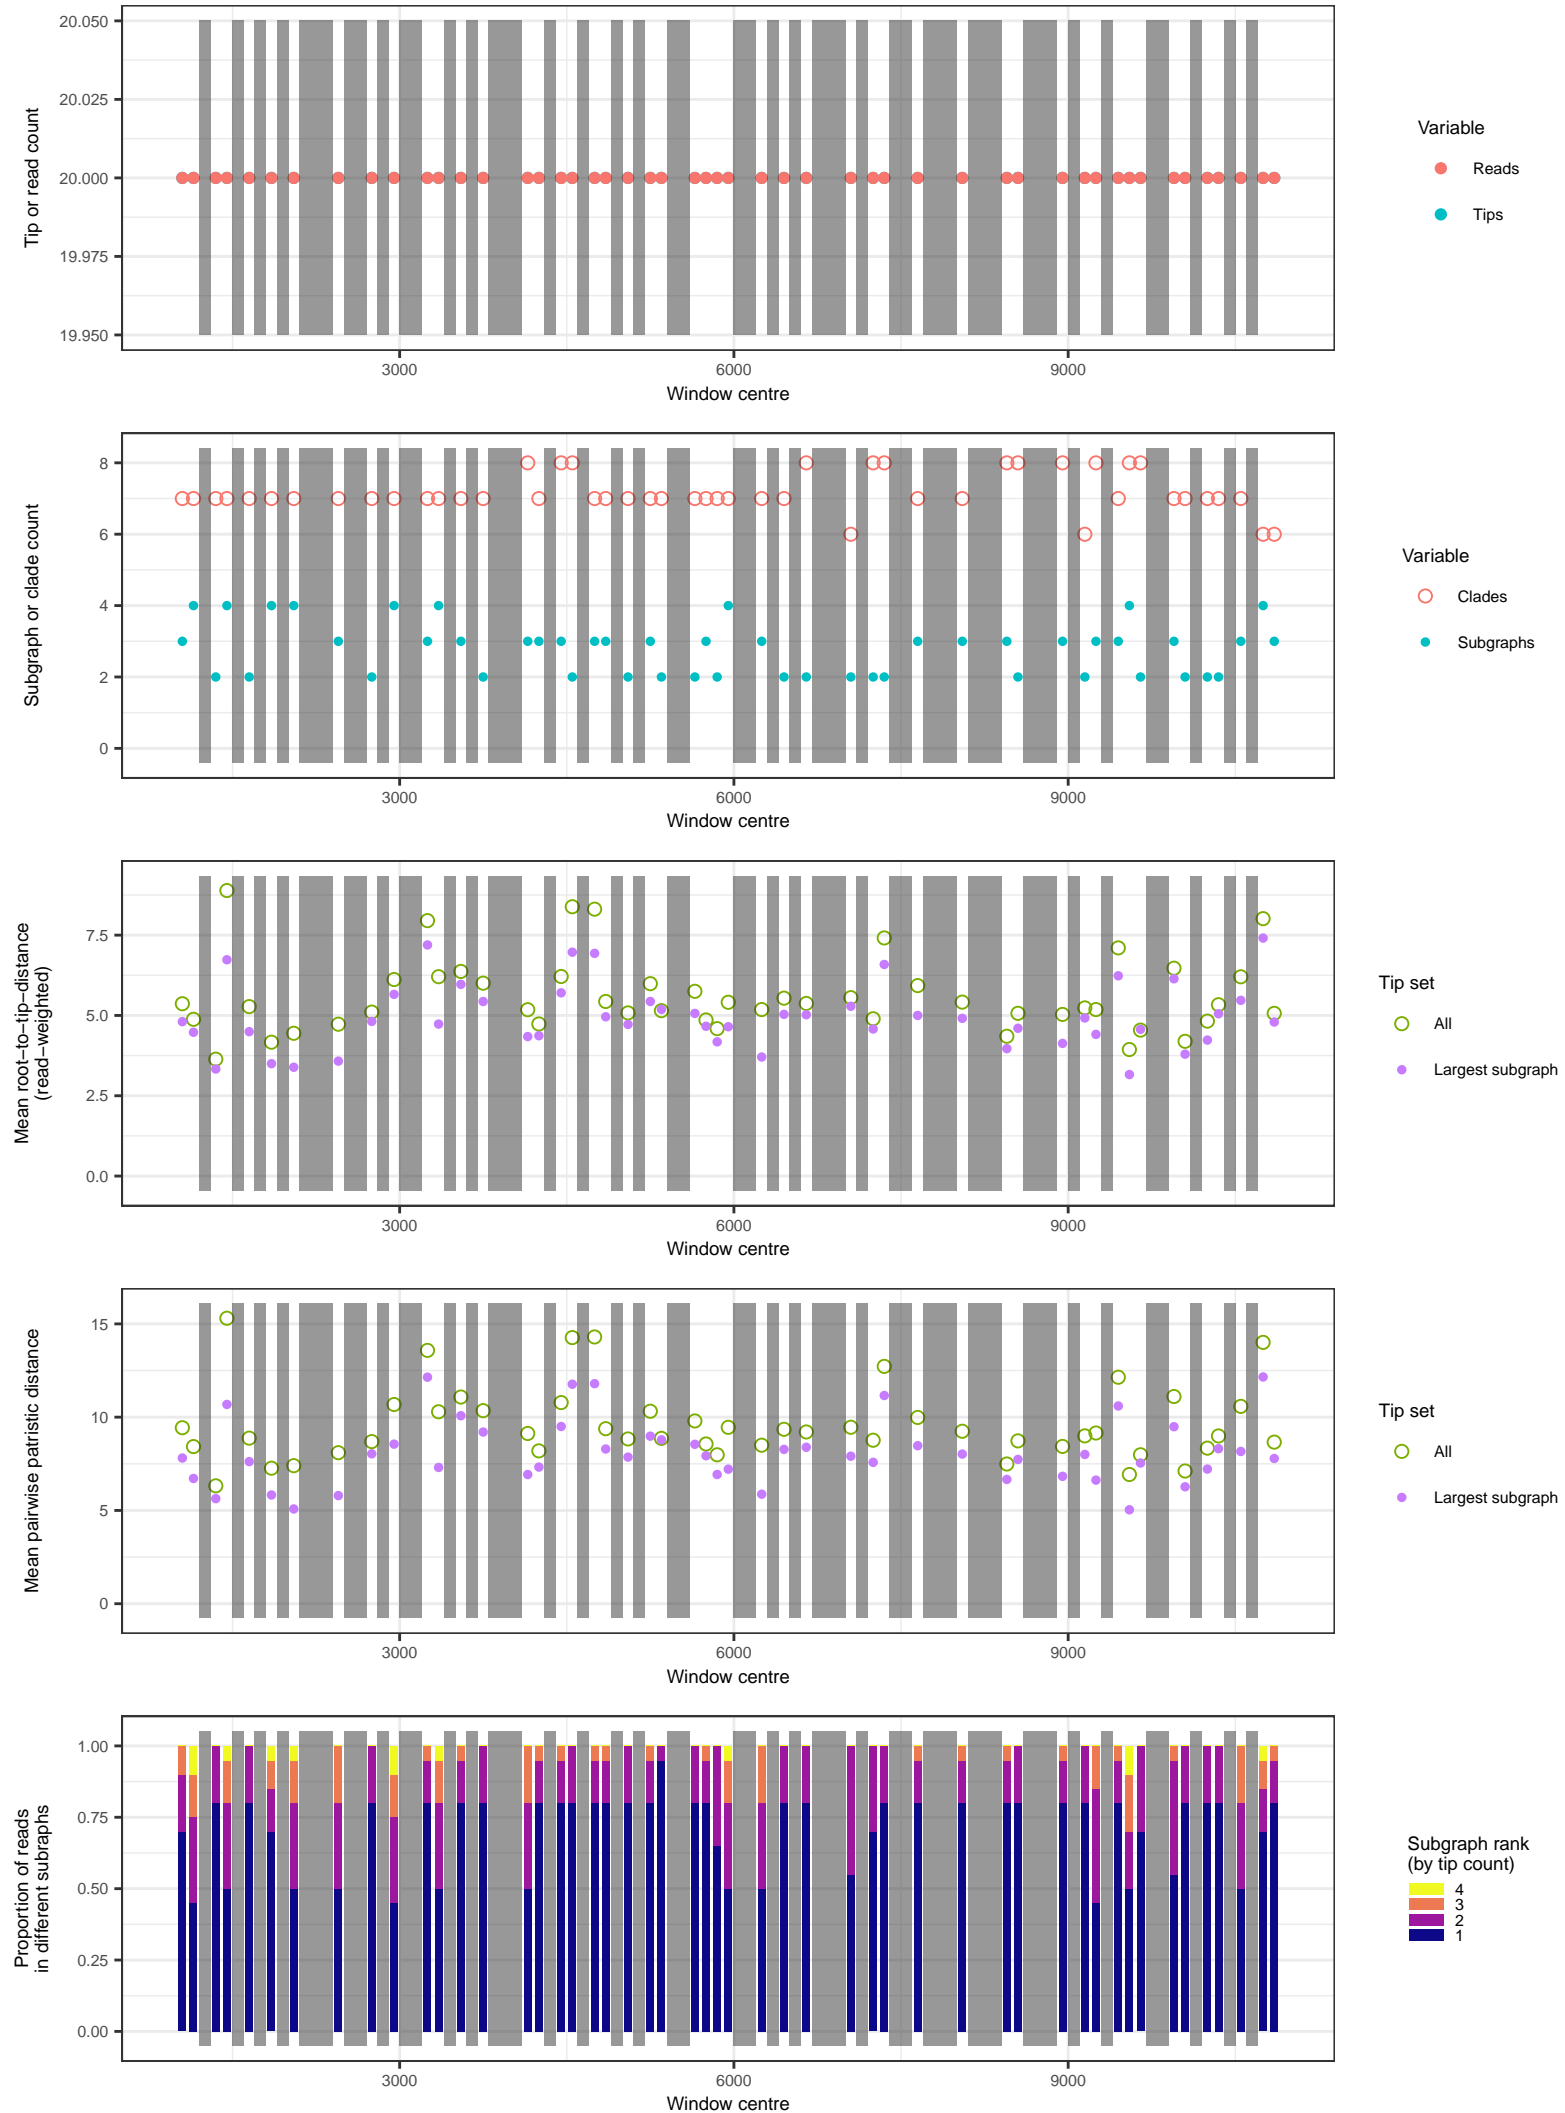 20.050
20.025
20.000
19.975
19.950
Tip or read count
3000
6000
9000
Window centre
Variable
Reads
Tips
8
6
4
2
0
Subgraph or clade count
3000
6000
9000
Window centre
Variable
Clades
Subgraphs
7.5
5.0
2.5
0.0
Mean root−to−tip−distance
(read−weighted)
3000
6000
9000
Window centre
Tip set
All
Largest subgraph
15
10
5
0
Mean pairwise patristic distance
3000
6000
9000
Window centre
Tip set
All
Largest subgraph
1.00
0.75
0.50
0.25
0.00
Proportion of reads
in different subraphs
3000
6000
9000
Window centre
Subgraph rank
(by tip count)
4
3
2
1